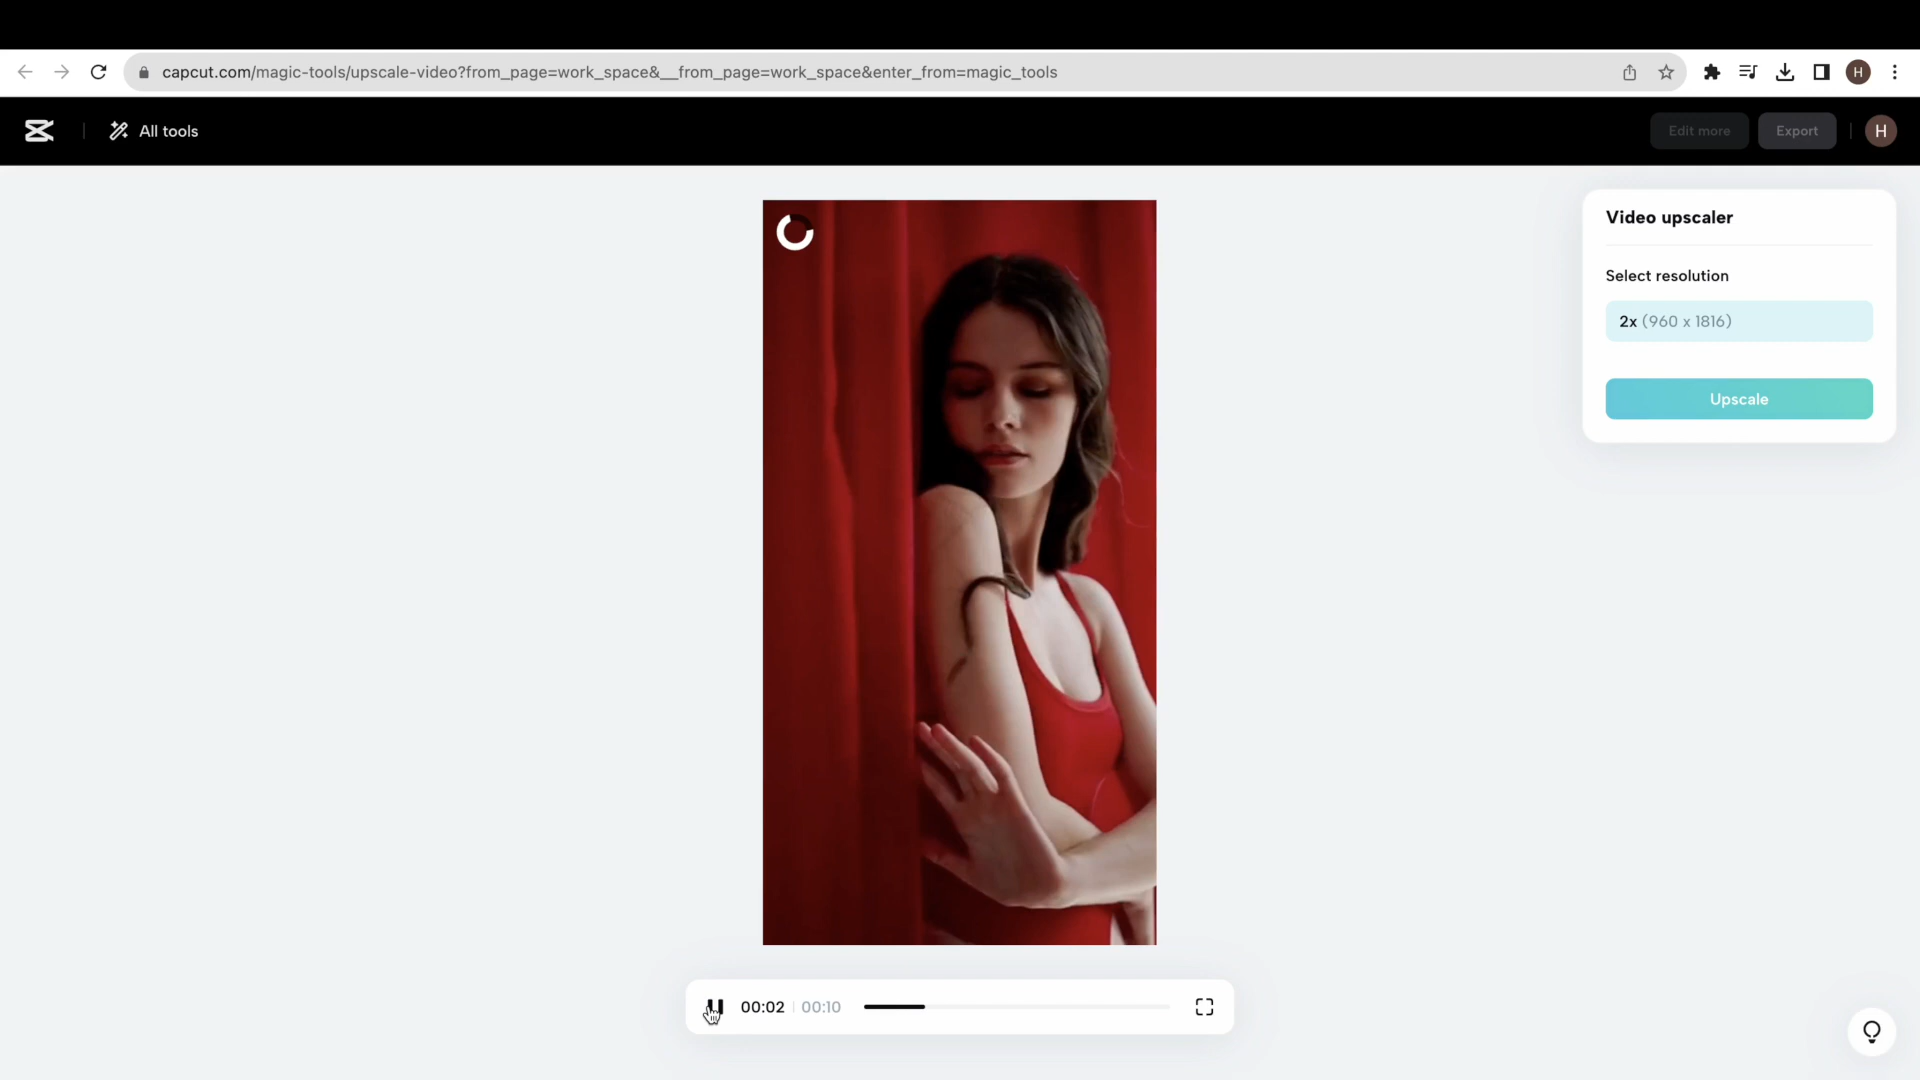 capcut.com/magic-tools/upscale-video?from_page=work_space&__from_page=work_space&enter_from=magic_tools
H
All tools
Edit more
Export
H
Video upscaler
Select resolution
2x (960 x 1816)
Upscale
00:02 | 00:10